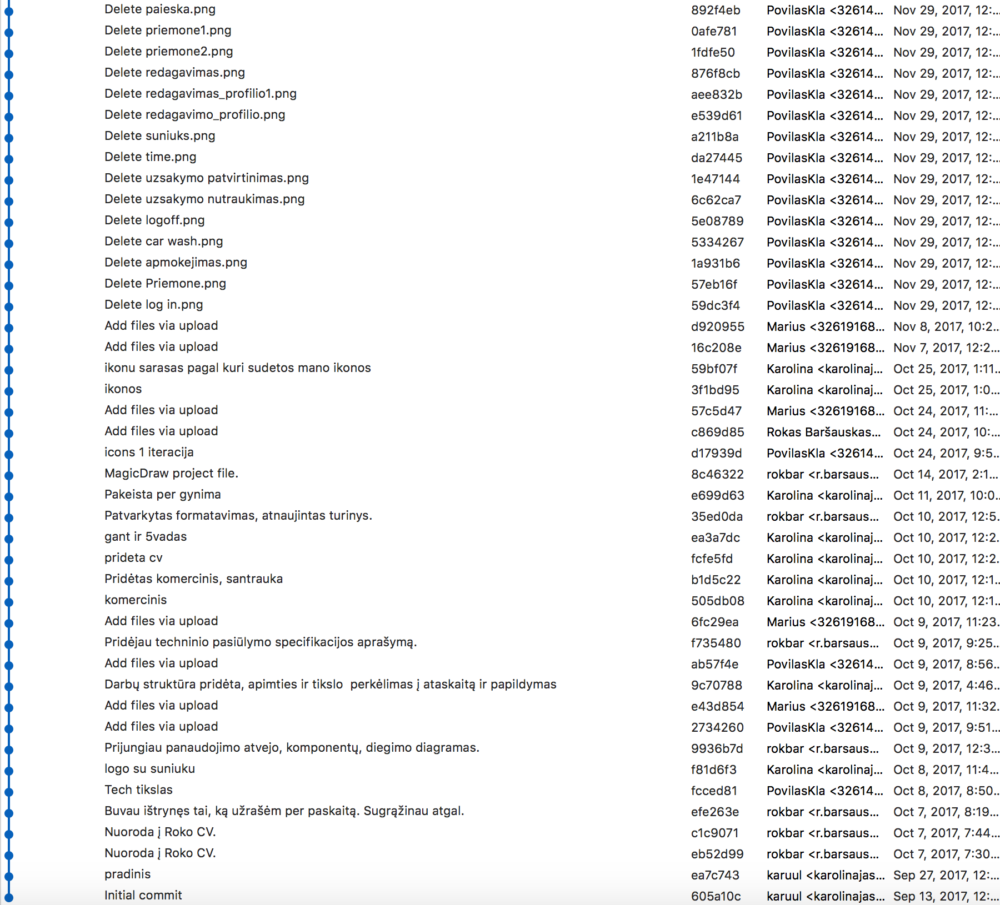 Delete paieska.png 892f4eb PovilasKla <32614... Nov 29, 2017, 12:...
Delete priemone1.png 0afe781 PovilasKla <32614... Nov 29, 2017, 12:...
Delete priemone2.png 1fdfe50 PovilasKla <32614... Nov 29, 2017, 12:...
Delete redagavimas.png 876f8cb PovilasKla <32614... Nov 29, 2017, 12:...
Delete redagavimas_profilio1.png aee832b PovilasKla <32614... Nov 29, 2017, 12:...
Delete redagavimo_profilio.png e539d61 PovilasKla <32614... Nov 29, 2017, 12:...
Delete suniuks.png a211b8a PovilasKla <32614... Nov 29, 2017, 12:...
Delete time.png da27445 PovilasKla <32614... Nov 29, 2017, 12:...
Delete uzsakymo patvirtinimas.png 1e47144 PovilasKla <32614... Nov 29, 2017, 12:...
Delete uzsakymo nutraukimas.png 6c62ca7 PovilasKla <32614... Nov 29, 2017, 12:...
Delete logoff.png 5e08789 PovilasKla <32614... Nov 29, 2017, 12:...
Delete car wash.png 5334267 PovilasKla <32614... Nov 29, 2017, 12:...
Delete apmokejimas.png 1a931b6 PovilasKla <32614... Nov 29, 2017, 12:...
Delete Priemone.png 57eb16f PovilasKla <32614... Nov 29, 2017, 12:...
Delete log in.png 59dc3f4 PovilasKla <32614... Nov 29, 2017, 12:...
Add files via upload d920955 Marius <32619168... Nov 8, 2017, 10:2...
Add files via upload 16c208e Marius <32619168... Nov 7, 2017, 12:2...
ikonu sarasas pagal kuri sudetos mano ikonos 59bf07f Karolina <karolinaj... Oct 25, 2017, 1:11...
ikonos 3f1bd95 Karolina <karolinaj... Oct 25, 2017, 1:0...
Add files via upload 57c5d47 Marius <32619168... Oct 24, 2017, 11:...
Add files via upload c869d85 Rokas Baršauskas... Oct 24, 2017, 10:...
icons 1 iteracija d17939d PovilasKla <32614... Oct 24, 2017, 9:5...
MagicDraw project file. 8c46322 rokbar <r.barsaus... Oct 14, 2017, 2:1...
Pakeista per gynima e699d63 Karolina <karolinaj... Oct 11, 2017, 10:0...
Patvarkytas formatavimas, atnaujintas turinys. 35ed0da rokbar <r.barsaus... Oct 10, 2017, 12:5...
gant ir 5vadas ea3a7dc Karolina <karolinaj... Oct 10, 2017, 12:2...
prideta cv fcfe5fd Karolina <karolinaj... Oct 10, 2017, 12:2...
Pridėtas komercinis, santrauka b1d5c22 Karolina <karolinaj... Oct 10, 2017, 12:1...
komercinis 505db08 Karolina <karolinaj... Oct 10, 2017, 12:1...
Add files via upload 6fc29ea Marius <32619168... Oct 9, 2017, 11:23...
Pridėjau techninio pasiūlymo specifikacijos aprašymą. f735480 rokbar <r.barsaus... Oct 9, 2017, 9:25...
Add files via upload ab57f4e PovilasKla <32614... Oct 9, 2017, 8:56...
Darbų struktūra pridėta, apimties ir tikslo  perkėlimas į ataskaitą ir papildymas 9c70788 Karolina <karolinaj... Oct 9, 2017, 4:46...
Add files via upload e43d854 Marius <32619168... Oct 9, 2017, 11:32...
Add files via upload 2734260 PovilasKla <32614... Oct 9, 2017, 9:51...
Prijungiau panaudojimo atvejo, komponentų, diegimo diagramas. 9936b7d rokbar <r.barsaus... Oct 9, 2017, 12:3...
logo su suniuku f81d6f3 Karolina <karolinaj... Oct 8, 2017, 11:4...
Tech tikslas fcced81 PovilasKla <32614... Oct 8, 2017, 8:50...
Buvau ištrynęs tai, ką užrašėm per paskaitą. Sugrąžinau atgal. efe263e rokbar <r.barsaus... Oct 7, 2017, 8:19...
Nuoroda į Roko CV. c1c9071 rokbar <r.barsaus... Oct 7, 2017, 7:44...
Nuoroda į Roko CV. eb52d99 rokbar <r.barsaus... Oct 7, 2017, 7:30...
pradinis ea7c743 karuul <karolinajas... Sep 27, 2017, 12:...
Initial commit 605a10c karuul <karolinajas... Sep 13, 2017, 12:...